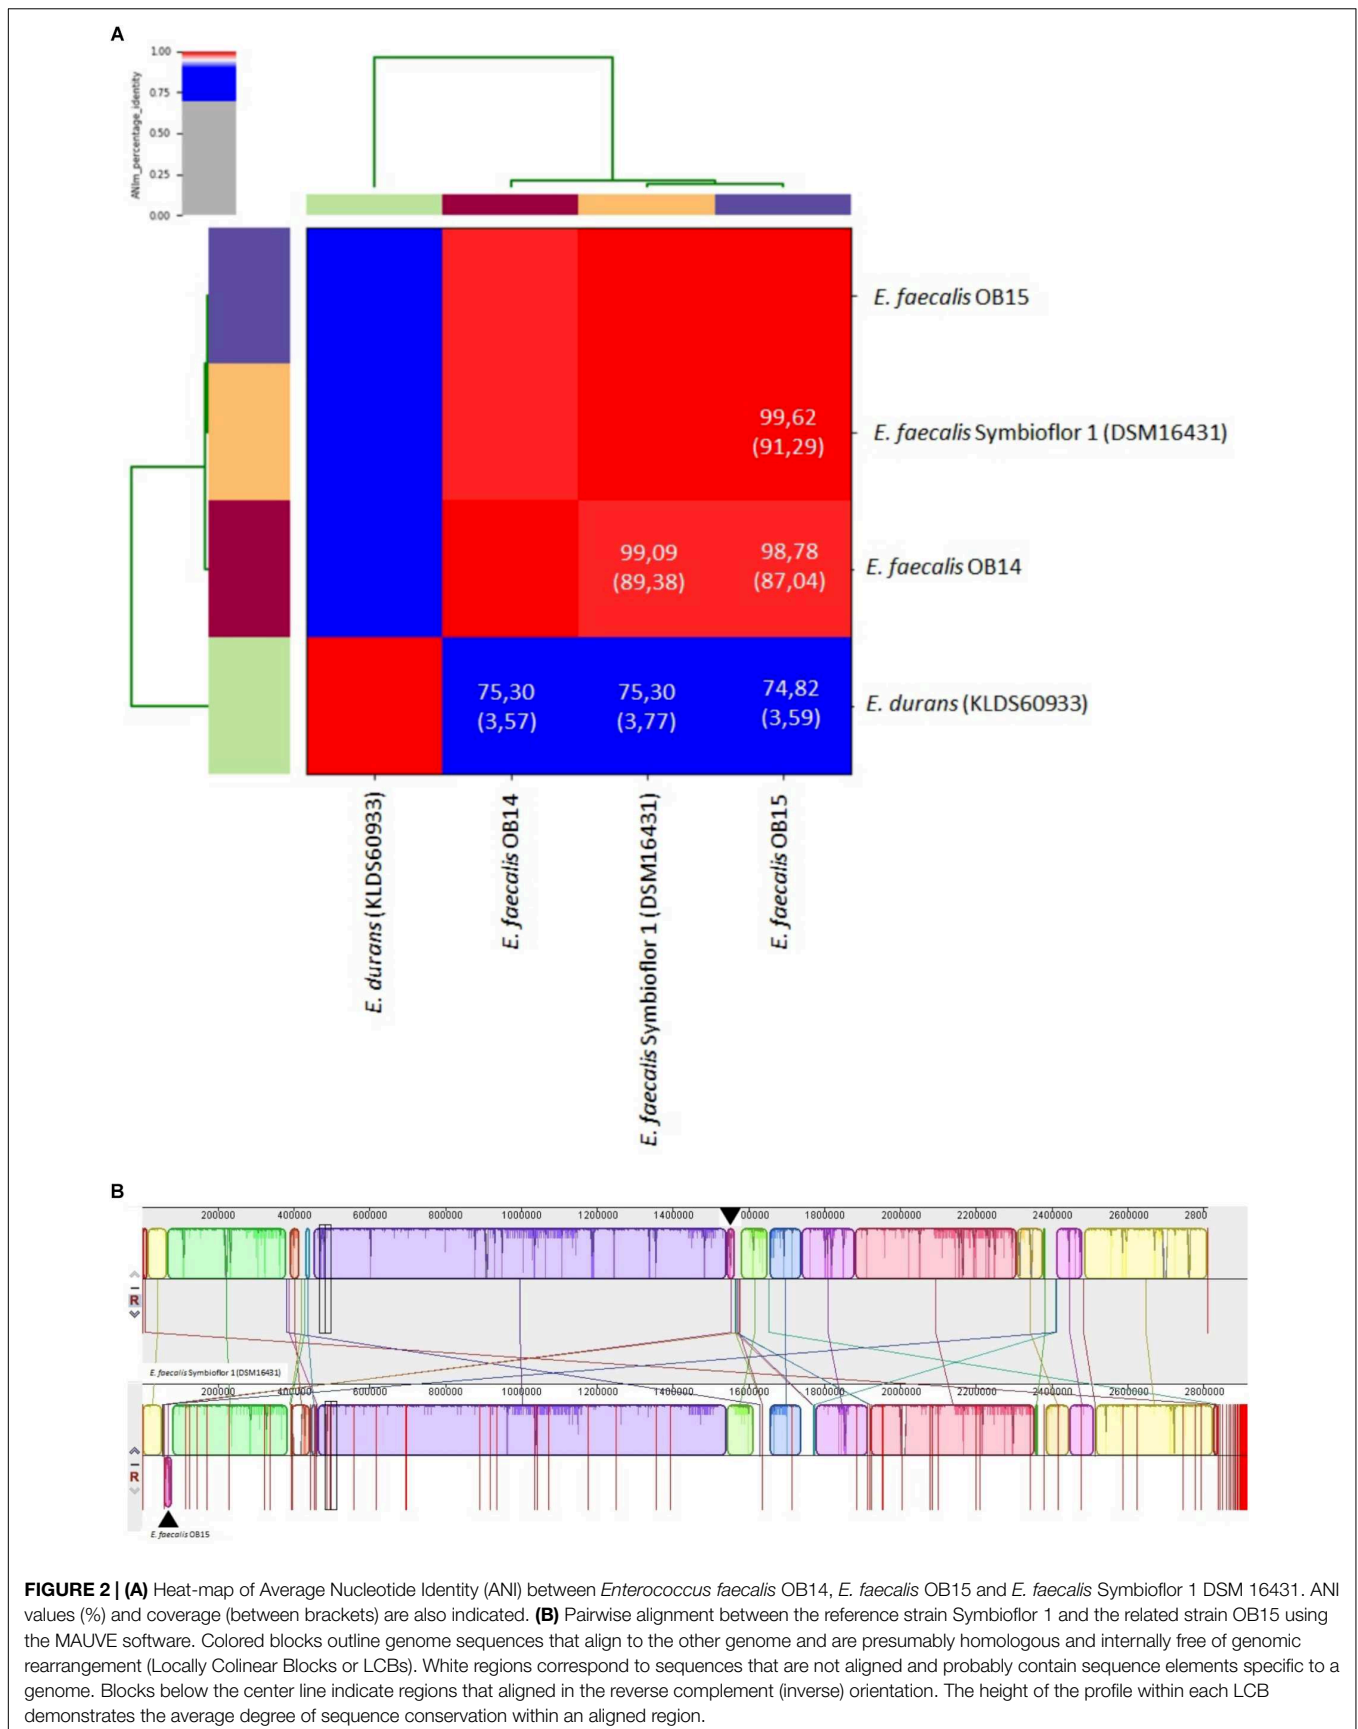 A
1.00
0.75
0.50
0.25
0.00
ANIm_percentage_identity
E. faecalis OB15
99,62
(91,29)
E. faecalis Symbioflor 1 (DSM16431)
99,09
(89,38)
98,78
(87,04)
E. faecalis OB14
75,30
(3,57)
75,30
(3,77)
74,82
(3,59)
E. durans (KLDS60933)
E. durans (KLDS60933)
E. faecalis OB14
E. faecalis Symbioflor 1 (DSM16431)
E. faecalis OB15
B
200000 400000 600000 800000 1000000 1200000 1400000 00000 1800000 2000000 2200000 2400000 2600000 2800
R
E. faecalis Symbioflor 1(DSM16431)
200000 400000 600000 800000 1000000 1200000 1400000 1600000 1800000 2000000 2200000 2400000 2600000 2800000
R
E. faecalis OB15
FIGURE 2 | (A) Heat-map of Average Nucleotide Identity (ANI) between Enterococcus faecalis OB14, E. faecalis OB15 and E. faecalis Symbioflor 1 DSM 16431. ANI
values (%) and coverage (between brackets) are also indicated. (B) Pairwise alignment between the reference strain Symbioflor 1 and the related strain OB15 using
the MAUVE software. Colored blocks outline genome sequences that align to the other genome and are presumably homologous and internally free of genomic
rearrangement (Locally Colinear Blocks or LCBs). White regions correspond to sequences that are not aligned and probably contain sequence elements specific to a
genome. Blocks below the center line indicate regions that aligned in the reverse complement (inverse) orientation. The height of the profile within each LCB
demonstrates the average degree of sequence conservation within an aligned region.